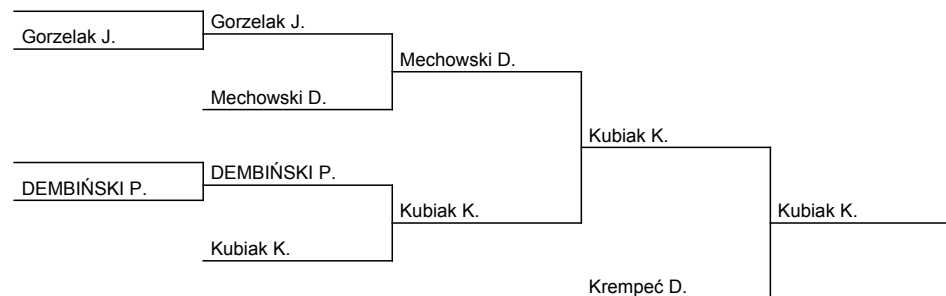 Gorzelak J.
Gorzelak J.
Mechowski D.
Mechowski D.
Kubiak K.
DEMBIŃSKI P.
DEMBIŃSKI P.
Kubiak K.
Kubiak K.
Kubiak K.
Krempeć D.